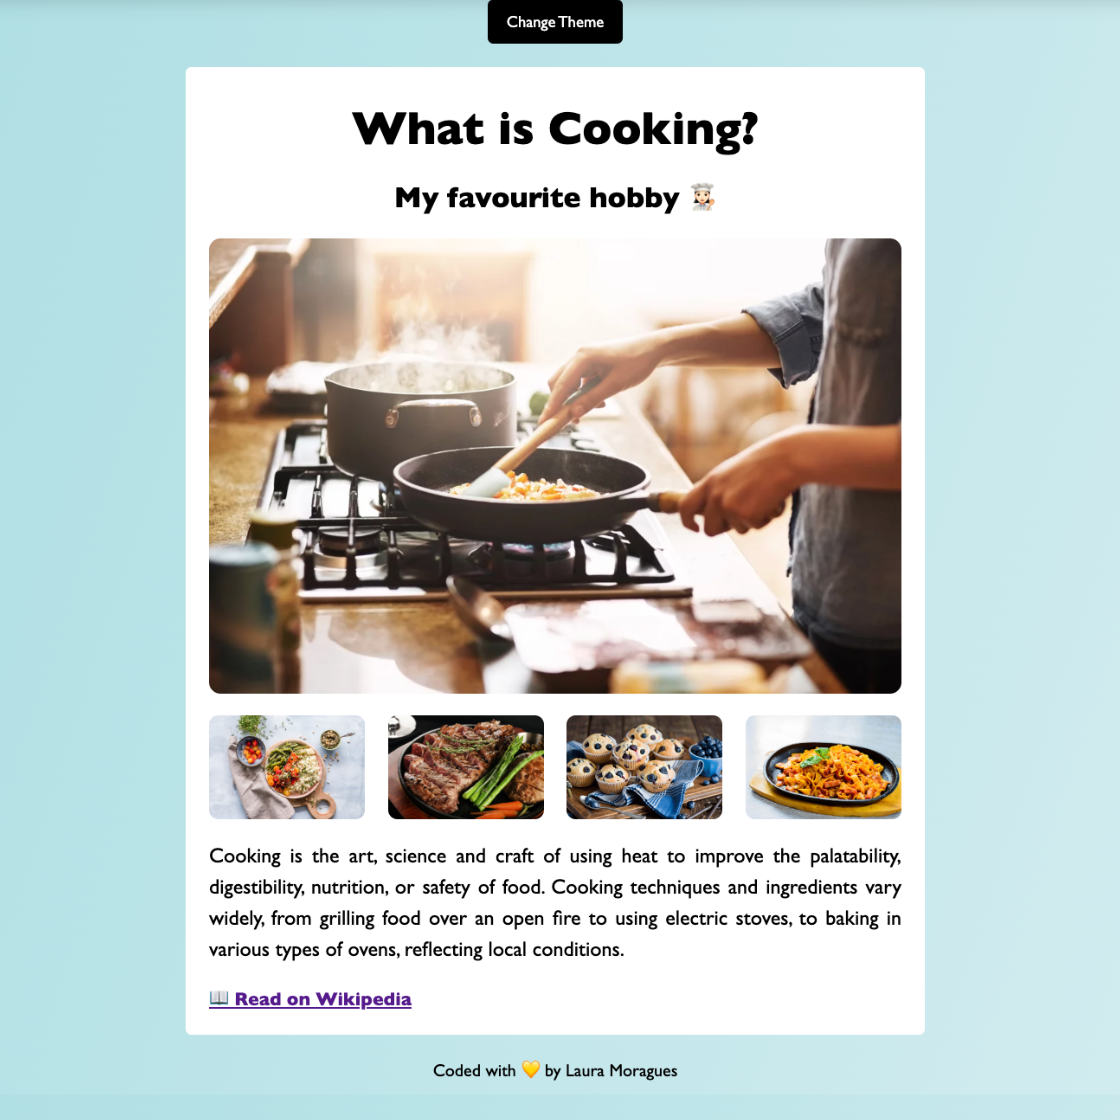 Change Theme
What is Cooking?
My favourite hobby 👩🏻‍🍳
Cooking is the art, science and craft of using heat to improve the palatability,
digestibility, nutrition, or safety of food. Cooking techniques and ingredients vary
widely, from grilling food over an open fire to using electric stoves, to baking in
various types of ovens, reflecting local conditions.
📖 Read on Wikipedia
Coded with 💛 by Laura Moragues